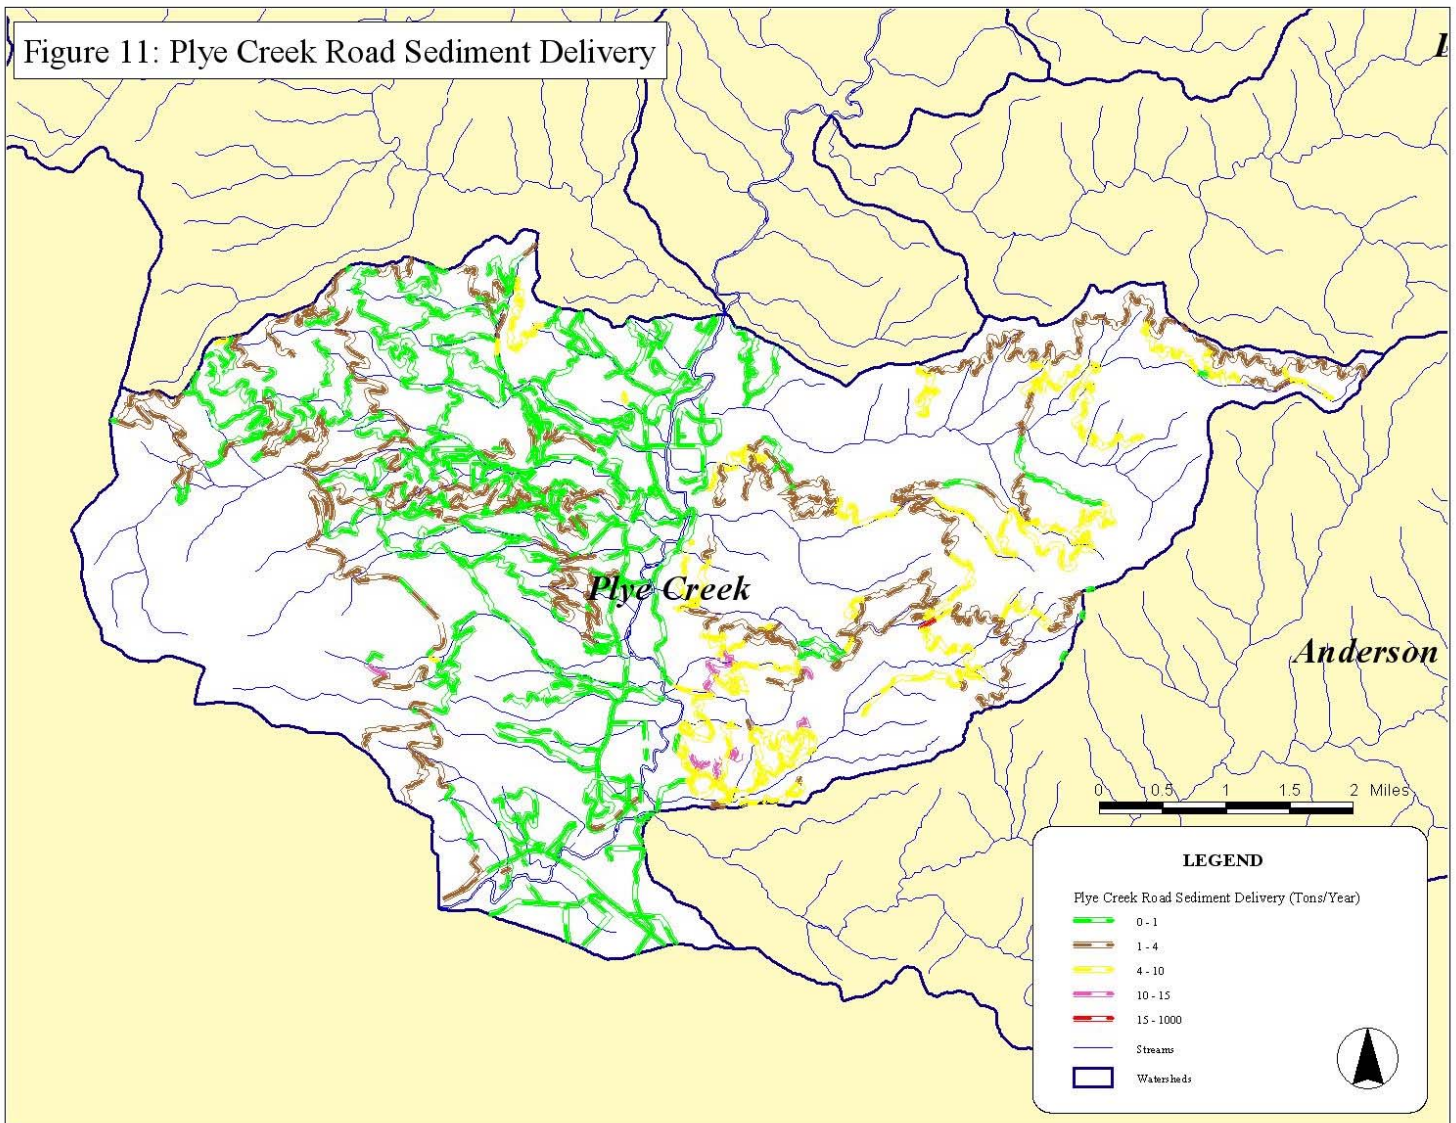 Figure 11: Plye Creek Road Sediment Delivery
Plye Creek
Anderson
0 0.5 1 1.5 2 Miles
LEGEND
Plye Creek Road Sediment Delivery (Tons/Year)
0 - 1
1 - 4
4 - 10
10 - 15
15 - 1000
Streams
Watersheds